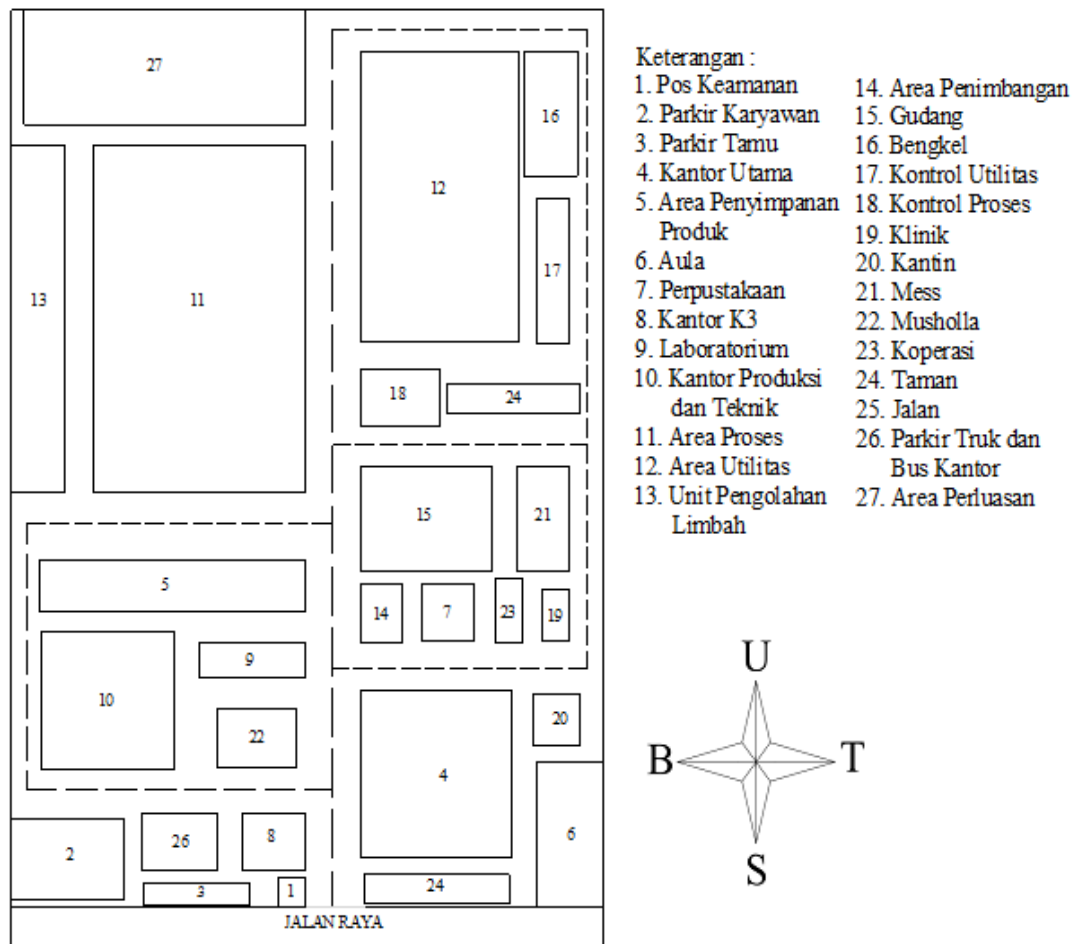 27
16
12
13
11
17
18
24
15
21
5
14
7
23
19
9
10
22
20
4
2
26
8
6
3
1
24
JALAN RAYA
Keterangan :
1. Pos Keamanan
2. Parkir Karyawan
3. Parkir Tamu
4. Kantor Utama
5. Area Penyimpanan
Produk
6. Aula
7. Perpustakaan
8. Kantor K3
9. Laboratorium
10. Kantor Produksi
dan Teknik
11. Area Proses
12. Area Utilitas
13. Unit Pengolahan
Limbah
14. Area Penimbangan
15. Gudang
16. Bengkel
17. Kontrol Utilitas
18. Kontrol Proses
19. Klinik
20. Kantin
21. Mess
22. Musholla
23. Koperasi
24. Taman
25. Jalan
26. Parkir Truk dan
Bus Kantor
27. Area Perluasan
U
B
T
S